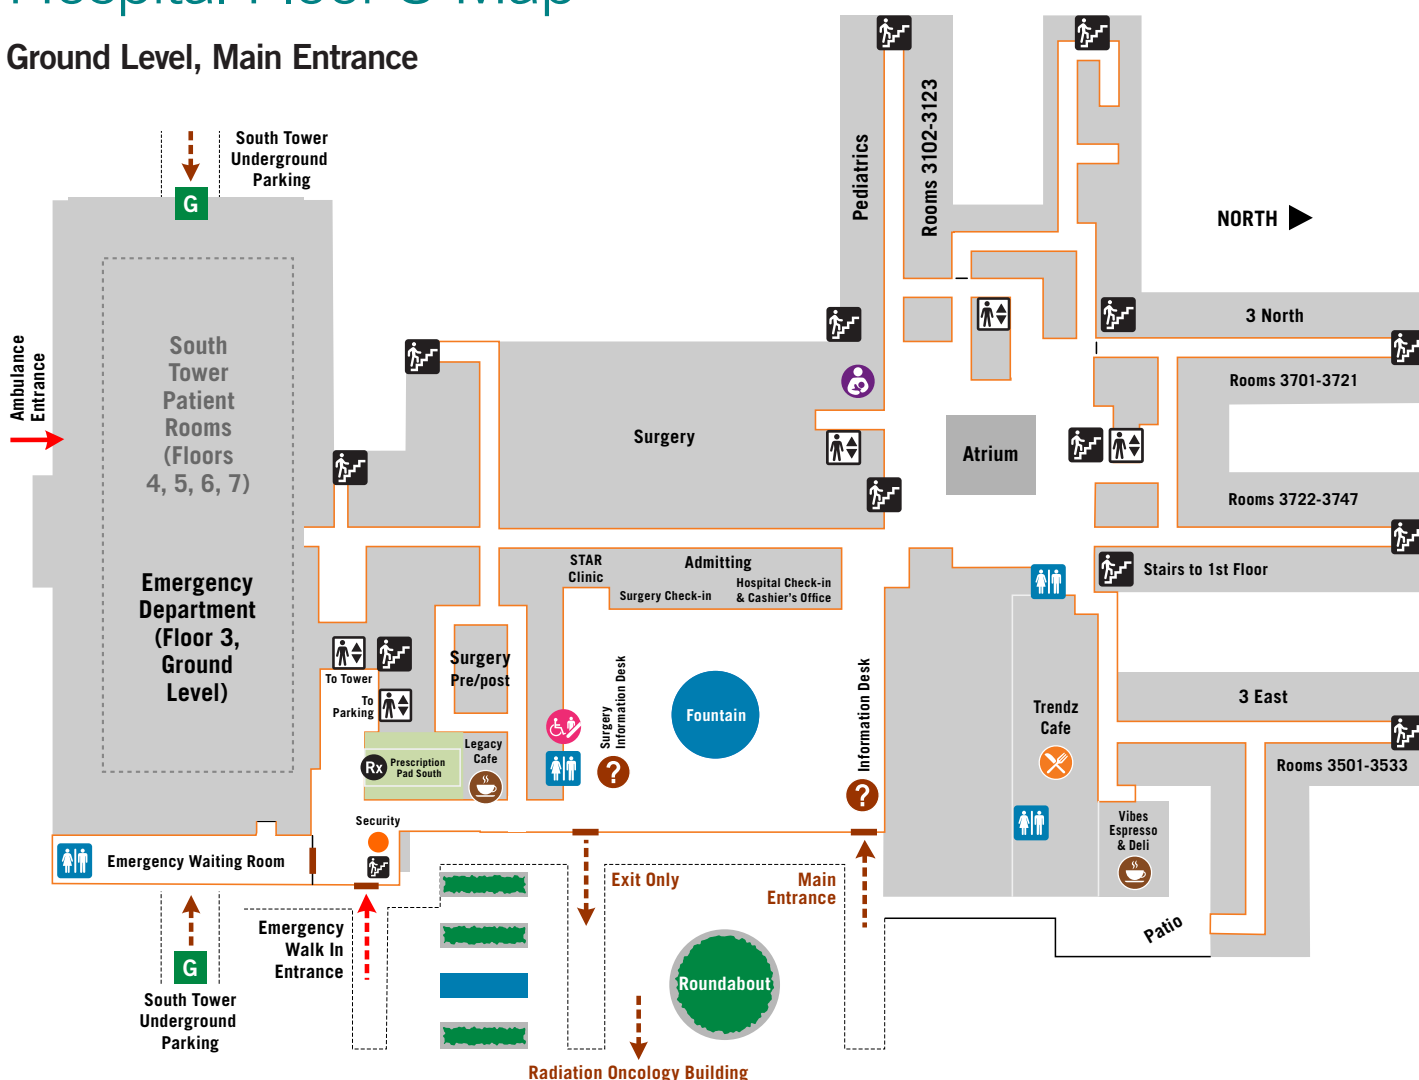 Hospital Floor 3 Map
Ground Level, Main Entrance
South Tower
Underground
Parking
G
Pediatrics
Rooms 3102-3123
NORTH
Ambulance
Entrance
South
Tower
Patient
Rooms
(Floors
4, 5, 6, 7)
3 North
Rooms 3701-3721
Surgery
Atrium
Rooms 3722-3747
Emergency
Department
(Floor 3,
Ground
Level)
STAR
Clinic
Admitting
Surgery Check-in
Hospital Check-in
& Cashier's Office
Stairs to 1st Floor
To Tower
To
Parking
Surgery
Pre/post
Surgery
Information Desk
?
Fountain
Information Desk
?
Trendz
Cafe
3 East
Rooms 3501-3533
Rx
Prescription
Pad South
Legacy
Cafe
Security
Emergency Waiting Room
Vibes
Espresso
& Deli
Exit Only
Main
Entrance
Patio
Emergency
Walk In
Entrance
G
South Tower
Underground
Parking
Roundabout
Radiation Oncology Building